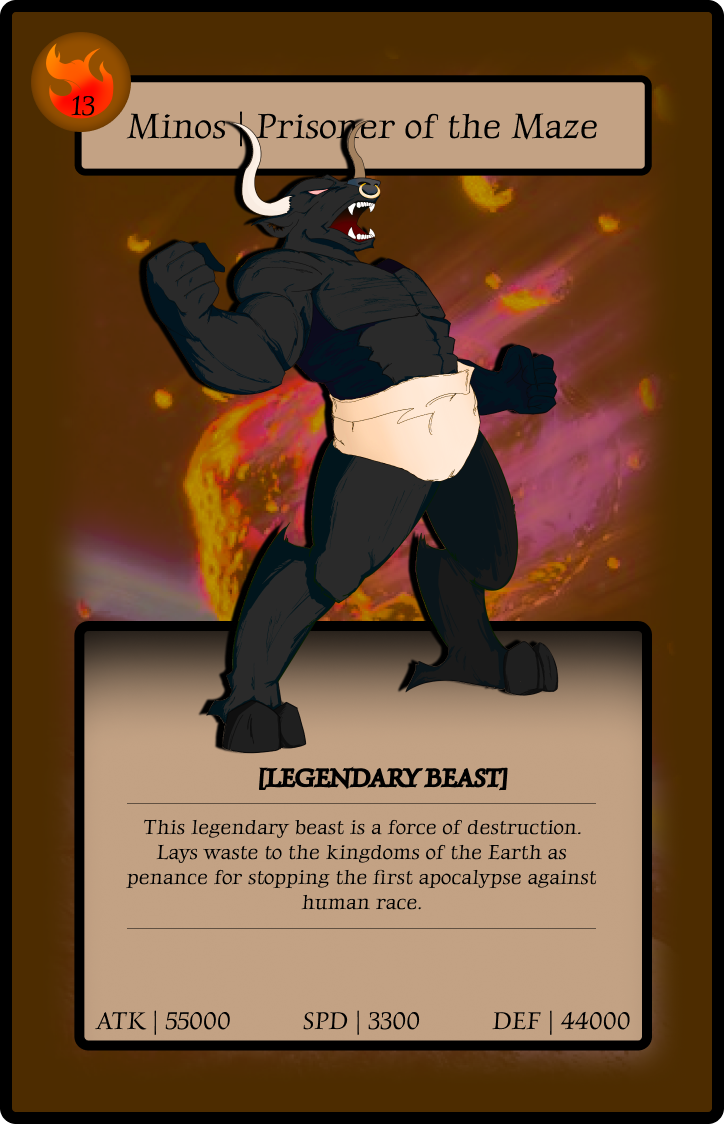 13
Minos | Prisoner of the Maze
[LEGENDARY BEAST]
This legendary beast is a force of destruction.
Lays waste to the kingdoms of the Earth as
penance for stopping the first apocalypse against
human race.
ATK | 55000 SPD | 3300 DEF | 44000